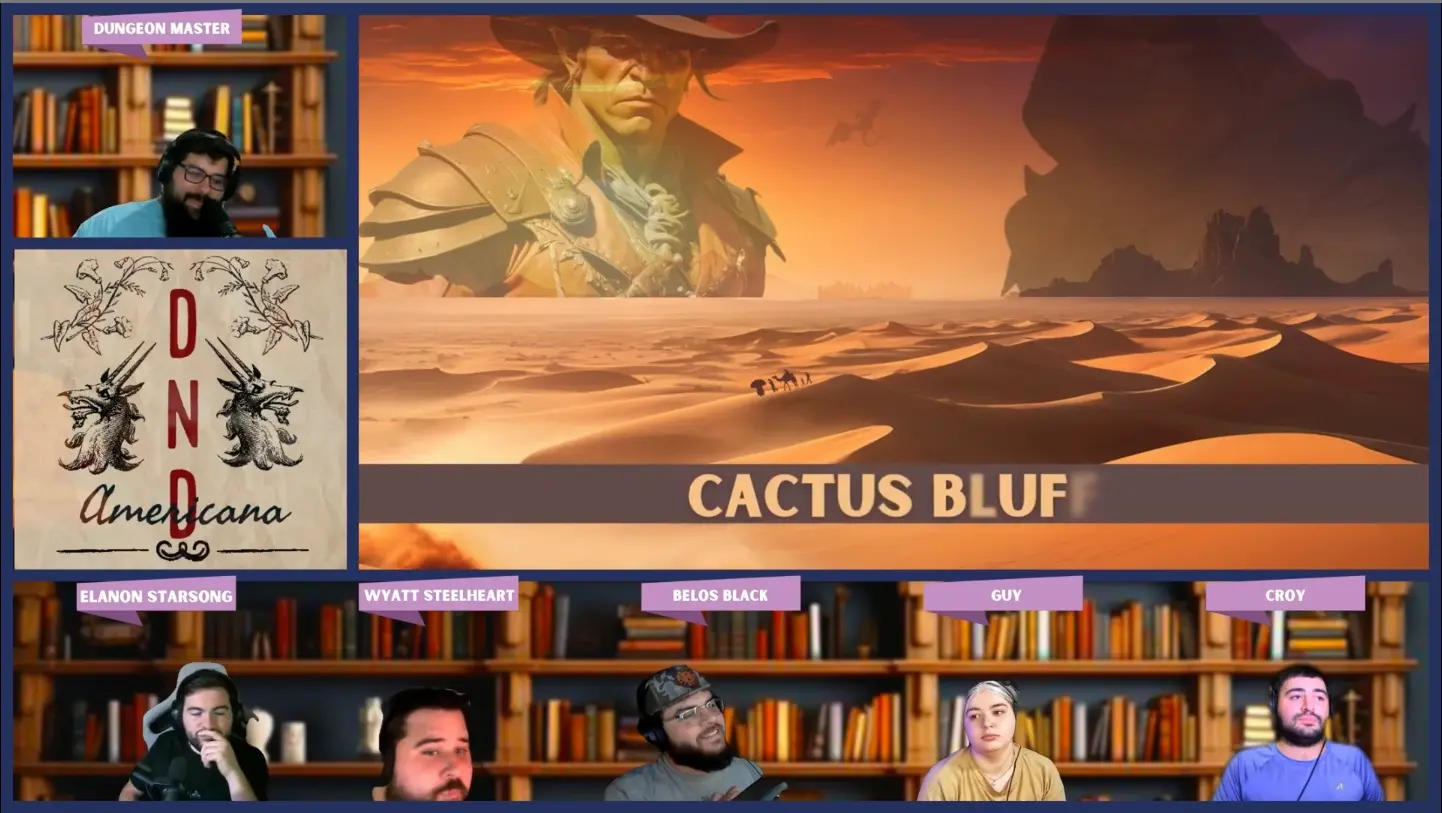 DUNGEON MASTER
D
N
D
Americana
CACTUS BLUFF
ELANON STARSONG
WYATT STEELHEART
BELOS BLACK
GUY
CROY